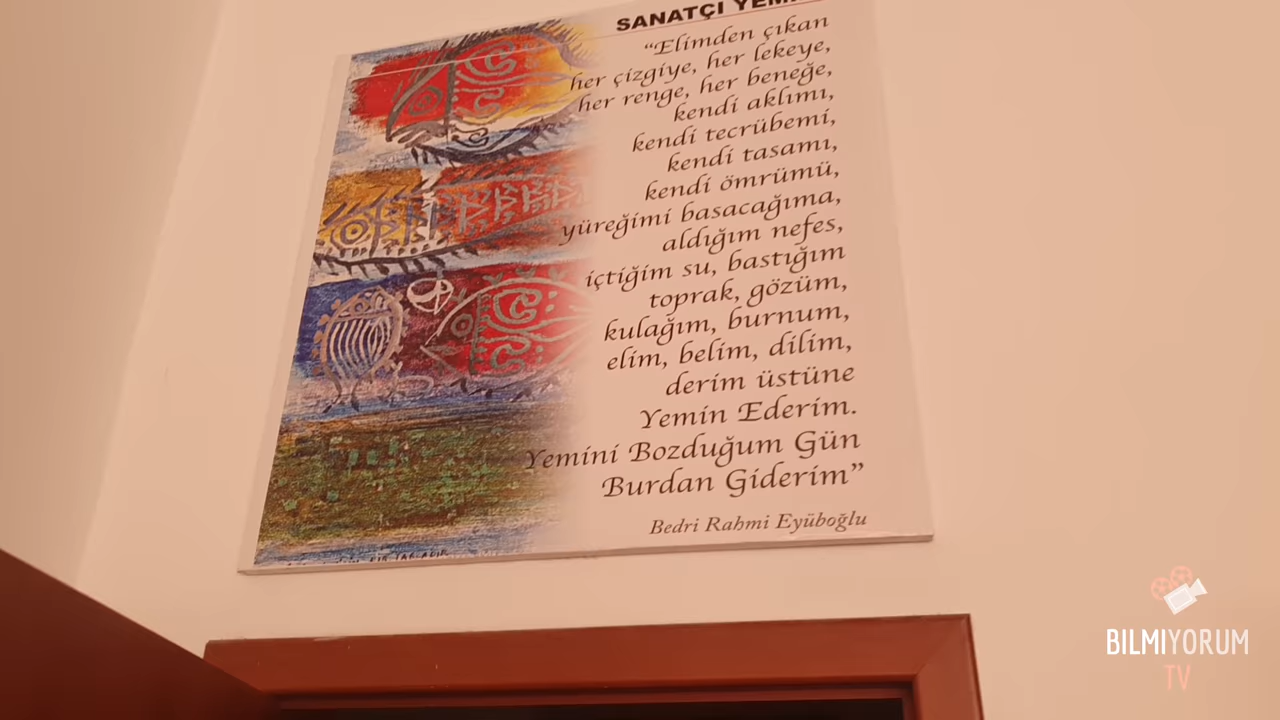 SANATÇI
"Elimden çıkan
her çizgiye, her lekeye,
her renge, her beneğe,
kendi aklımı,
kendi tecrübemi,
kendi tasamı,
kendi ömrümü,
yüreğimi basacağıma,
aldığım nefes,
içtiğim su, bastığım
toprak, gözüm,
kulağım, burnum,
elim, belim, dilim,
derim üstüne
Yemin Ederim.
Yemini Bozduğum Gün
Burdan Giderim"
Bedri Rahmi Eyüboğlu
BILMIYORUM
TV